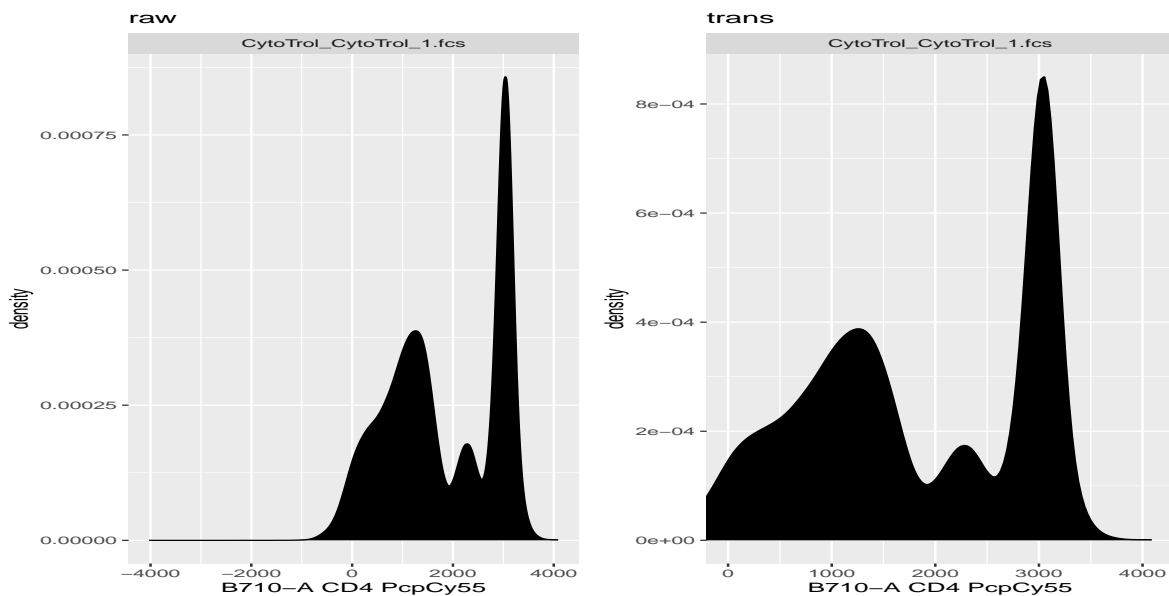 raw
CytoTrol_CytoTrol_1.fcs
0.00075
0.00050
0.00025
0.00000
density
−4000 −2000 0 2000 4000
B710−A CD4 PcpCy55
trans
CytoTrol_CytoTrol_1.fcs
8e−04
6e−04
4e−04
2e−04
0e+00
density
0 1000 2000 3000 4000
B710−A CD4 PcpCy55